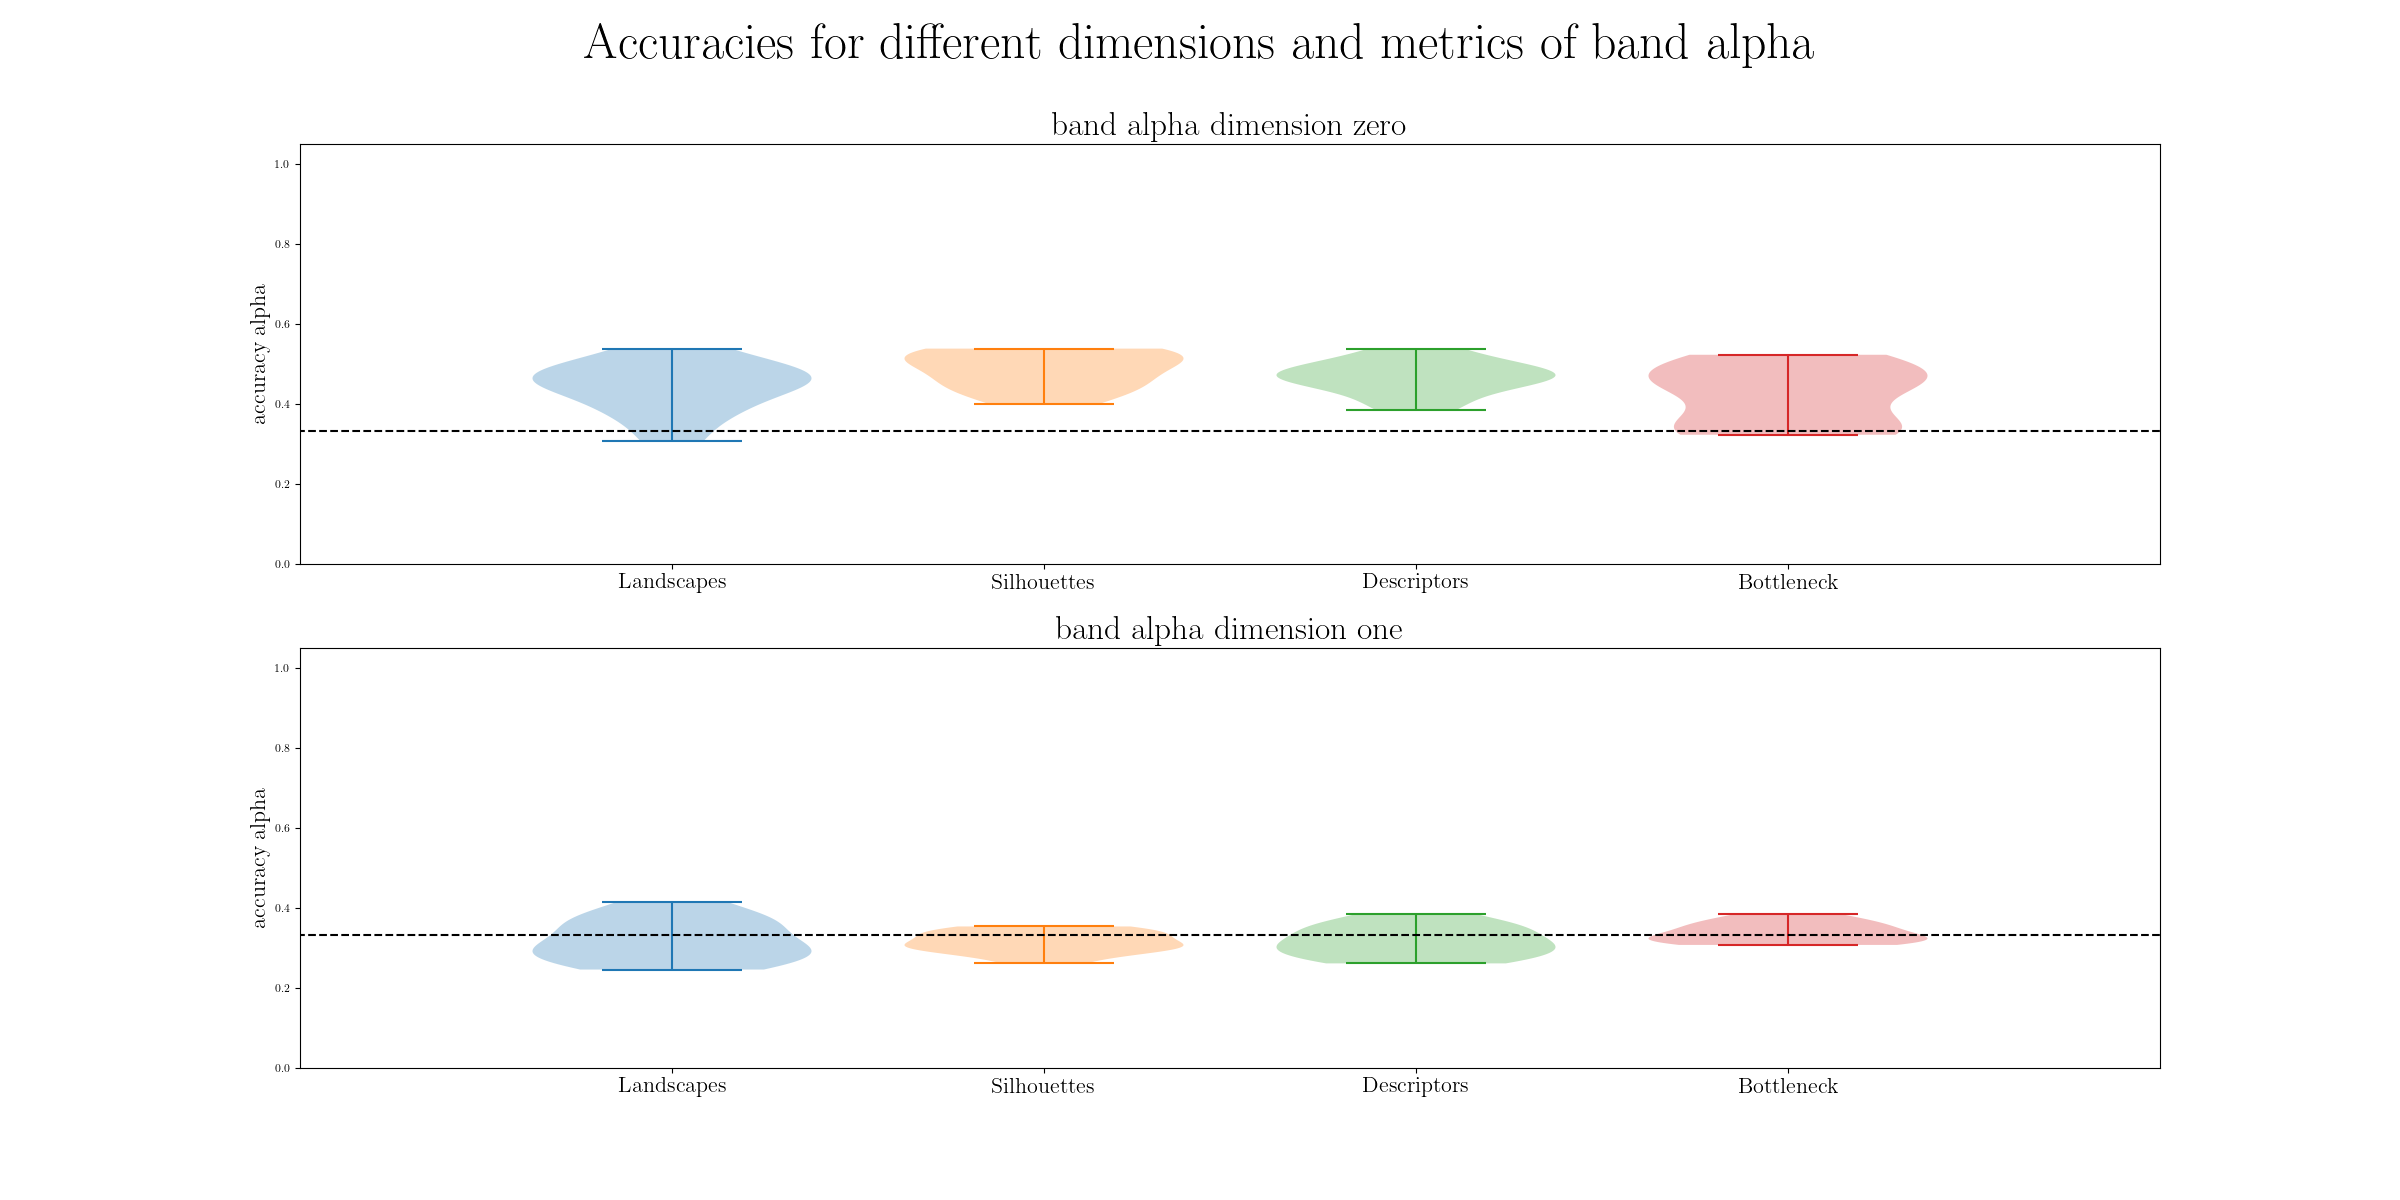 Accuracies for different dimensions and metrics of band alpha
band alpha dimension zero
1.0
0.8
0.6
0.4
0.2
0.0
accuracy alpha
Landscapes Silhouettes Descriptors Bottleneck
band alpha dimension one
1.0
0.8
0.6
0.4
0.2
0.0
accuracy alpha
Landscapes Silhouettes Descriptors Bottleneck